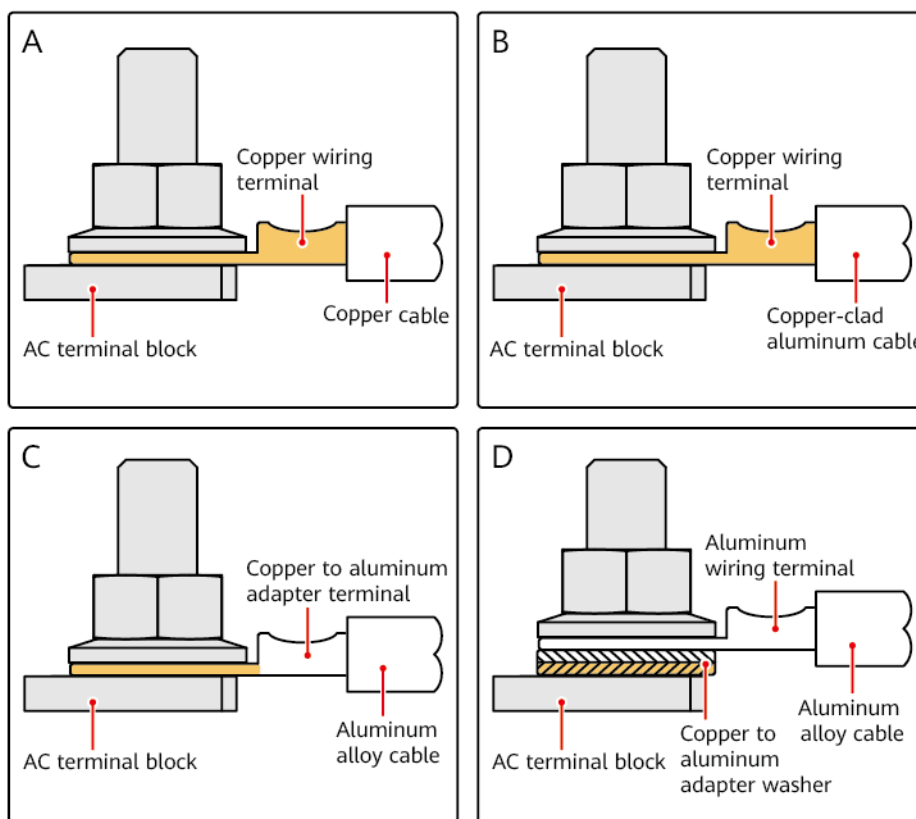 A
Copper wiring
terminal
Copper cable
AC terminal block
B
Copper wiring
terminal
Copper-clad
aluminum cable
AC terminal block
C
Copper to aluminum
adapter terminal
Aluminum
alloy cable
AC terminal block
D
Aluminum
wiring terminal
Aluminum
alloy cable
Copper to
aluminum
adapter washer
AC terminal block